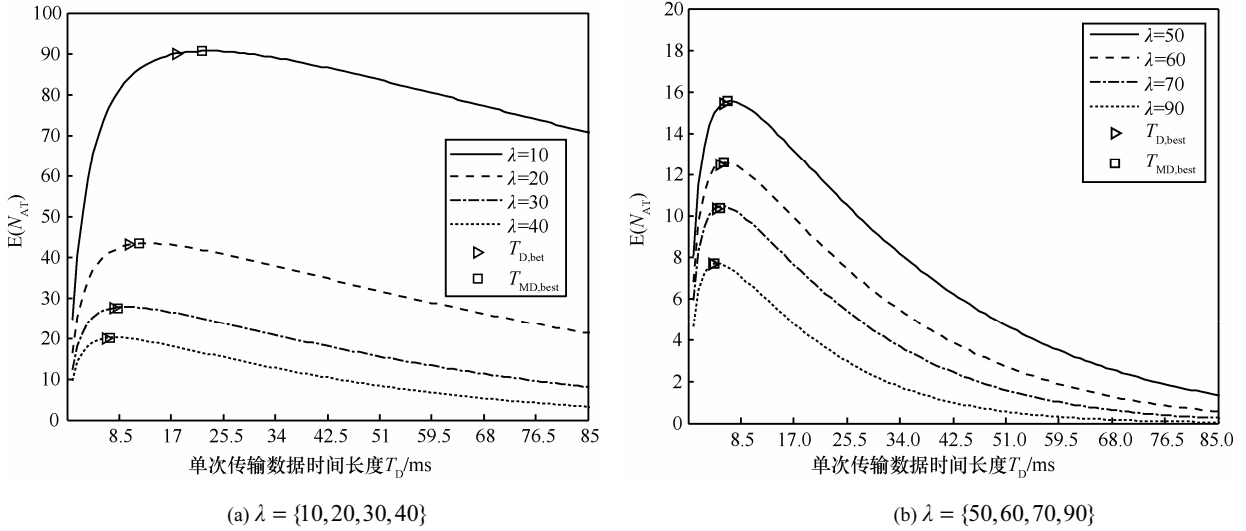 100
90
80
70
60
50
40
30
20
10
0
E(N_AT)
λ=10
λ=20
λ=30
λ=40
T_D,bet
T_MD,best
8.5 17 25.5 34 42.5 51 59.5 68 76.5 85
单次传输数据时间长度T_D/ms
(a) λ = {10,20,30,40}
20
18
16
14
12
10
8
6
4
2
0
E(N_AT)
λ=50
λ=60
λ=70
λ=90
T_D,best
T_MD,best
8.5 17.0 25.5 34.0 42.5 51.0 59.5 68.0 76.5 85.0
单次传输数据时间长度T_D/ms
(b) λ = {50,60,70,90}